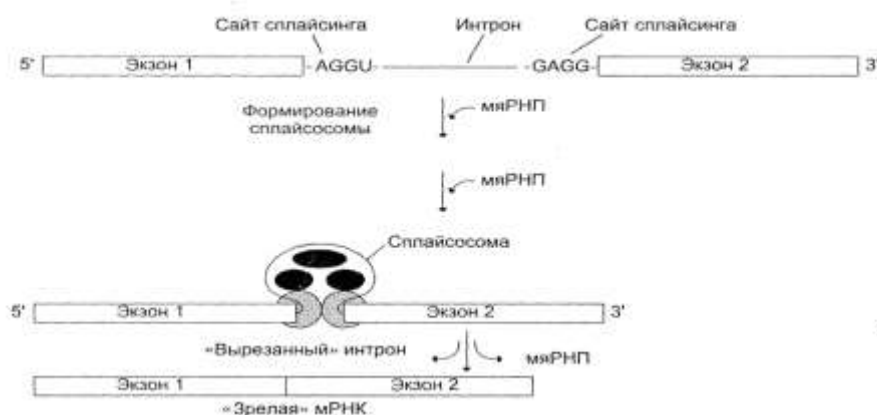 Сайт сплайсинга Интрон Сайт сплайсинга
5' Экзон 1 AGGU GAGG Экзон 2 3'
Формирование
сплайсосомы
мяРНП
мяРНП
Сплайсосома
5' Экзон 1 Экзон 2 3'
«Вырезанный» интрон мяРНП
Экзон 1 Экзон 2
«Зрелая» мРНК